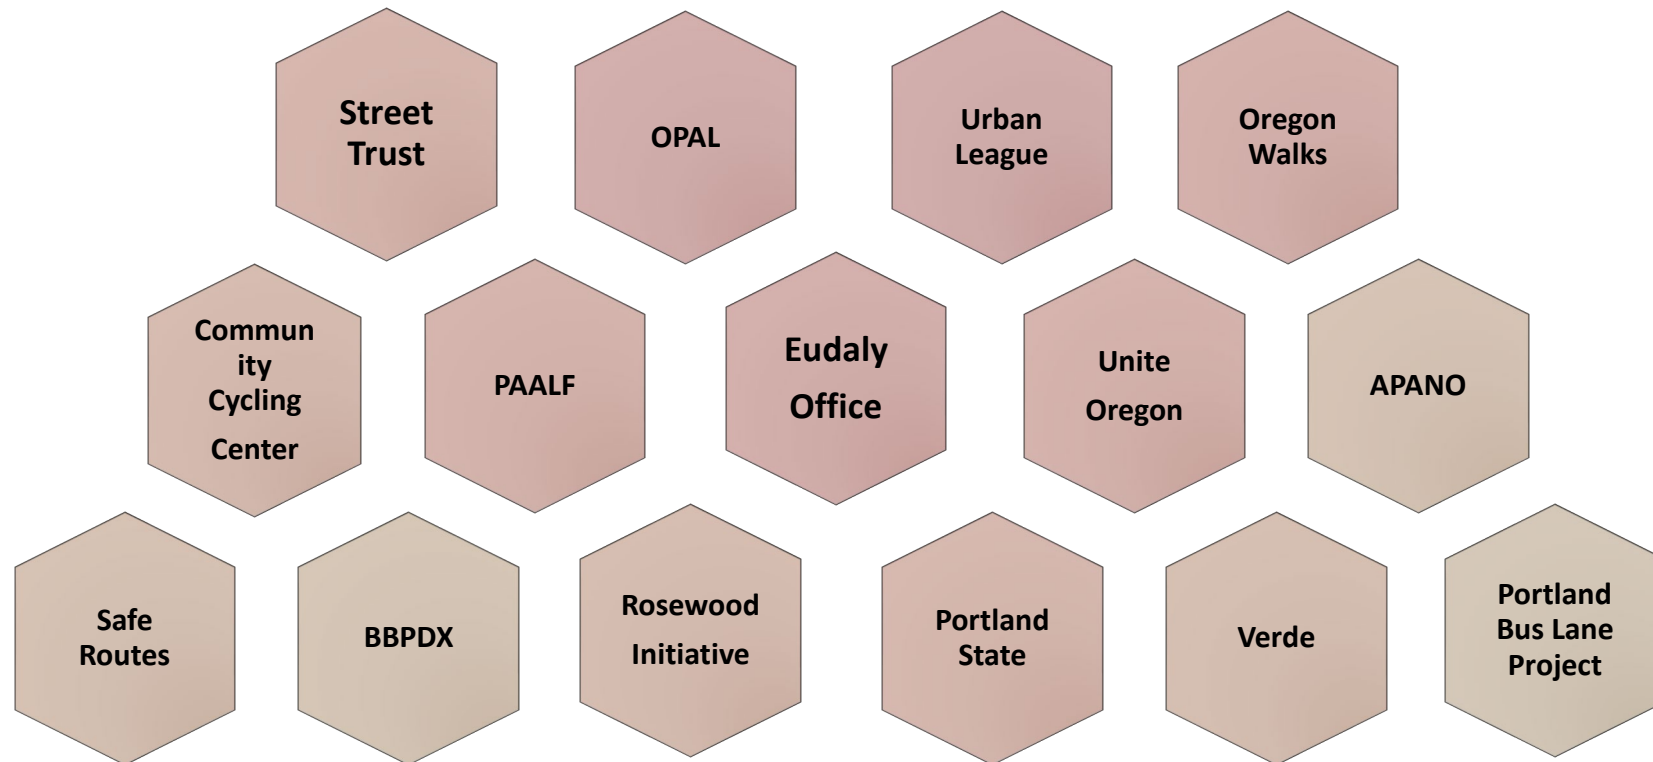 Street
Trust
OPAL
Urban
League
Oregon
Walks
Commun
ity
Cycling
Center
PAALF
Eudaly
Office
Unite
Oregon
APANO
Safe
Routes
BBPDX
Rosewood
Initiative
Portland
State
Verde
Portland
Bus Lane
Project